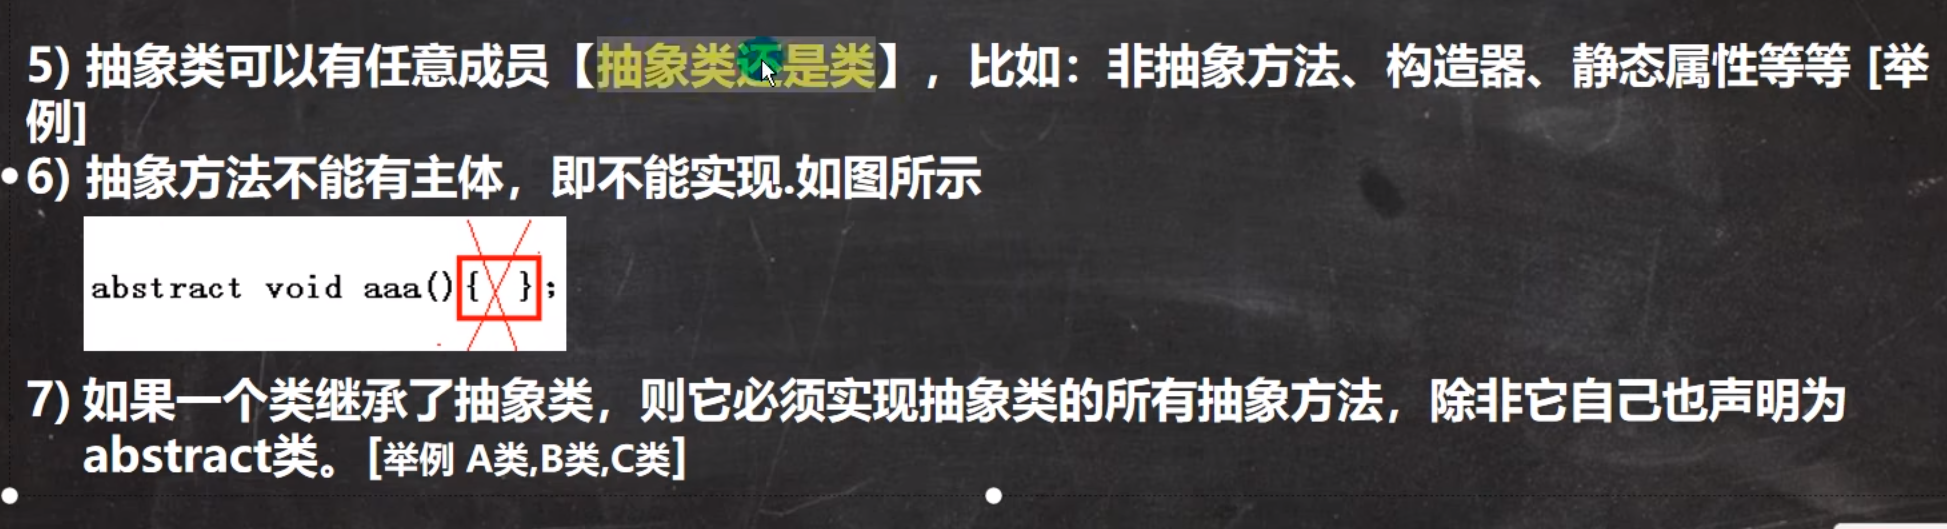 5) 抽象类可以有任意成员【抽象类还是类】，比如：非抽象方法、构造器、静态属性等等 [举
例]
6) 抽象方法不能有主体，即不能实现.如图所示
abstract void aaa(){ };
7) 如果一个类继承了抽象类，则它必须实现抽象类的所有抽象方法，除非它自己也声明为
abstract类。[举例 A类,B类,C类]